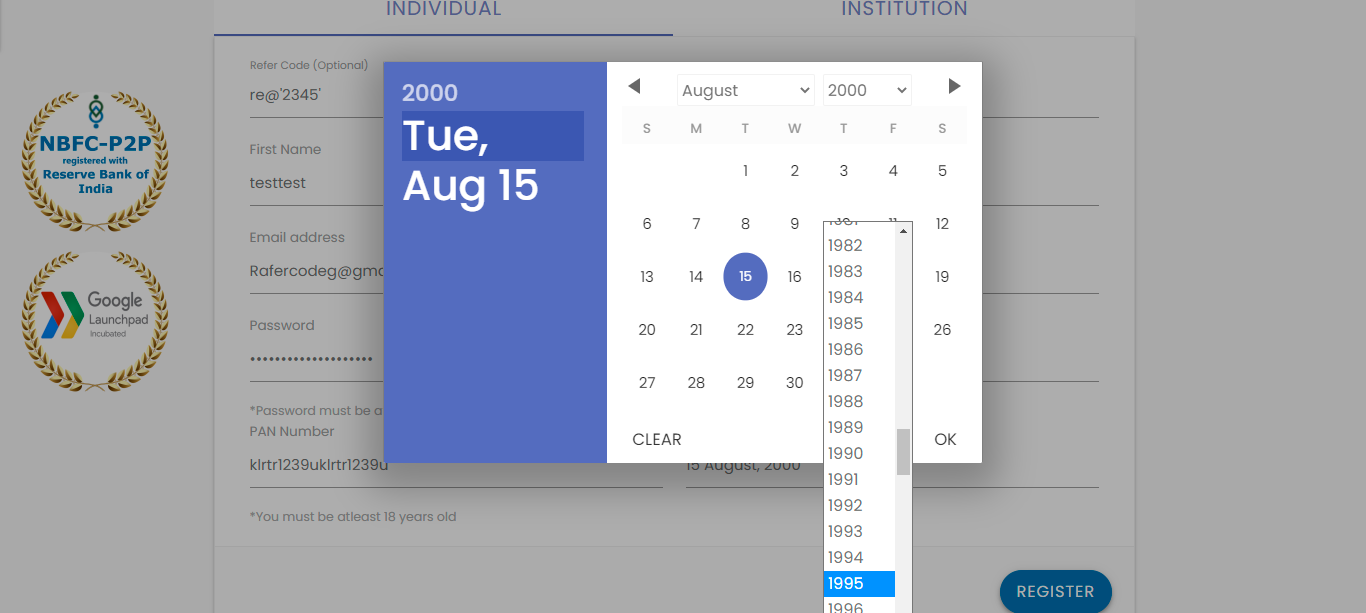 INDIVIDUAL
INSTITUTION
NBFC-P2P
registered with
Reserve Bank of
India
Google
Launchpad
Incubated
Refer Code (Optional)
re@'2345'
First Name
testtest
Email address
Rafercodeg@gma
Password
•••••••••••••••••••
*Password must be a
PAN Number
klrtr1239uklrtr1239u
15 August, 2000
*You must be atleast 18 years old
2000
Tue,
Aug 15
August 2000
S M T W T F S
1 2 3 4 5
6 7 8 9 12
13 14 15 16 19
20 21 22 23 26
27 28 29 30
CLEAR
OK
1982
1983
1984
1985
1986
1987
1988
1989
1990
1991
1992
1993
1994
1995
1996
REGISTER